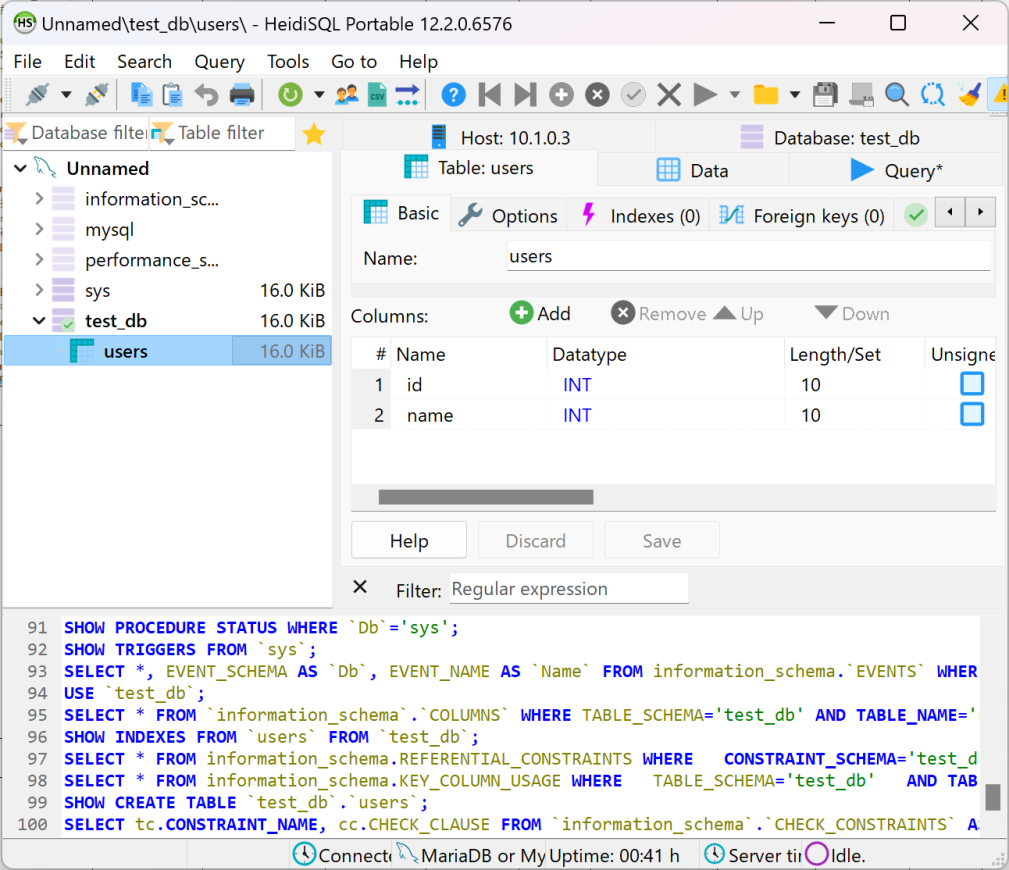 Unnamed\test_db\users\ - HeidiSQL Portable 12.2.0.6576
File Edit Search Query Tools Go to Help
Database filte Table filter
Unnamed
information_sc...
mysql
performance_s...
sys 16.0 KiB
test_db 16.0 KiB
users 16.0 KiB
Host: 10.1.0.3 Database: test_db
Table: users Data Query*
Basic Options Indexes (0) Foreign keys (0)
Name: users
Columns: Add Remove Up Down
# Name Datatype Length/Set Unsigne
1 id INT 10
2 name INT 10
Help Discard Save
Filter: Regular expression
91 SHOW PROCEDURE STATUS WHERE `Db`='sys';
92 SHOW TRIGGERS FROM `sys`;
93 SELECT *, EVENT_SCHEMA AS `Db`, EVENT_NAME AS `Name` FROM information_schema.`EVENTS` WHER
94 USE `test_db`;
95 SELECT * FROM `information_schema`.`COLUMNS` WHERE TABLE_SCHEMA='test_db' AND TABLE_NAME='
96 SHOW INDEXES FROM `users` FROM `test_db`;
97 SELECT * FROM information_schema.REFERENTIAL_CONSTRAINTS WHERE   CONSTRAINT_SCHEMA='test_d
98 SELECT * FROM information_schema.KEY_COLUMN_USAGE WHERE   TABLE_SCHEMA='test_db'   AND TAB
99 SHOW CREATE TABLE `test_db`.`users`;
100 SELECT tc.CONSTRAINT_NAME, cc.CHECK_CLAUSE FROM `information_schema`.`CHECK_CONSTRAINTS` A
Connecte MariaDB or My Uptime: 00:41 h Server tir Idle.